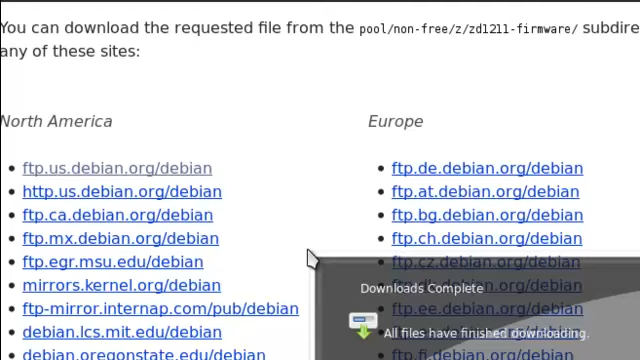 You can download the requested file from the pool/non-free/z/zd1211-firmware/ subdire
any of these sites:
North America
ftp.us.debian.org/debian
http.us.debian.org/debian
ftp.ca.debian.org/debian
ftp.mx.debian.org/debian
ftp.egr.msu.edu/debian
mirrors.kernel.org/debian
ftp-mirror.internap.com/pub/debian
debian.lcs.mit.edu/debian
debian.oregonstate.edu/debian
Europe
ftp.de.debian.org/debian
ftp.at.debian.org/debian
ftp.bg.debian.org/debian
ftp.ch.debian.org/debian
ftp.cz.debian.org/debian
ftp.ee.debian.org/debian
ftp.fi.debian.org/debian
Downloads Complete
All files have finished downloading.